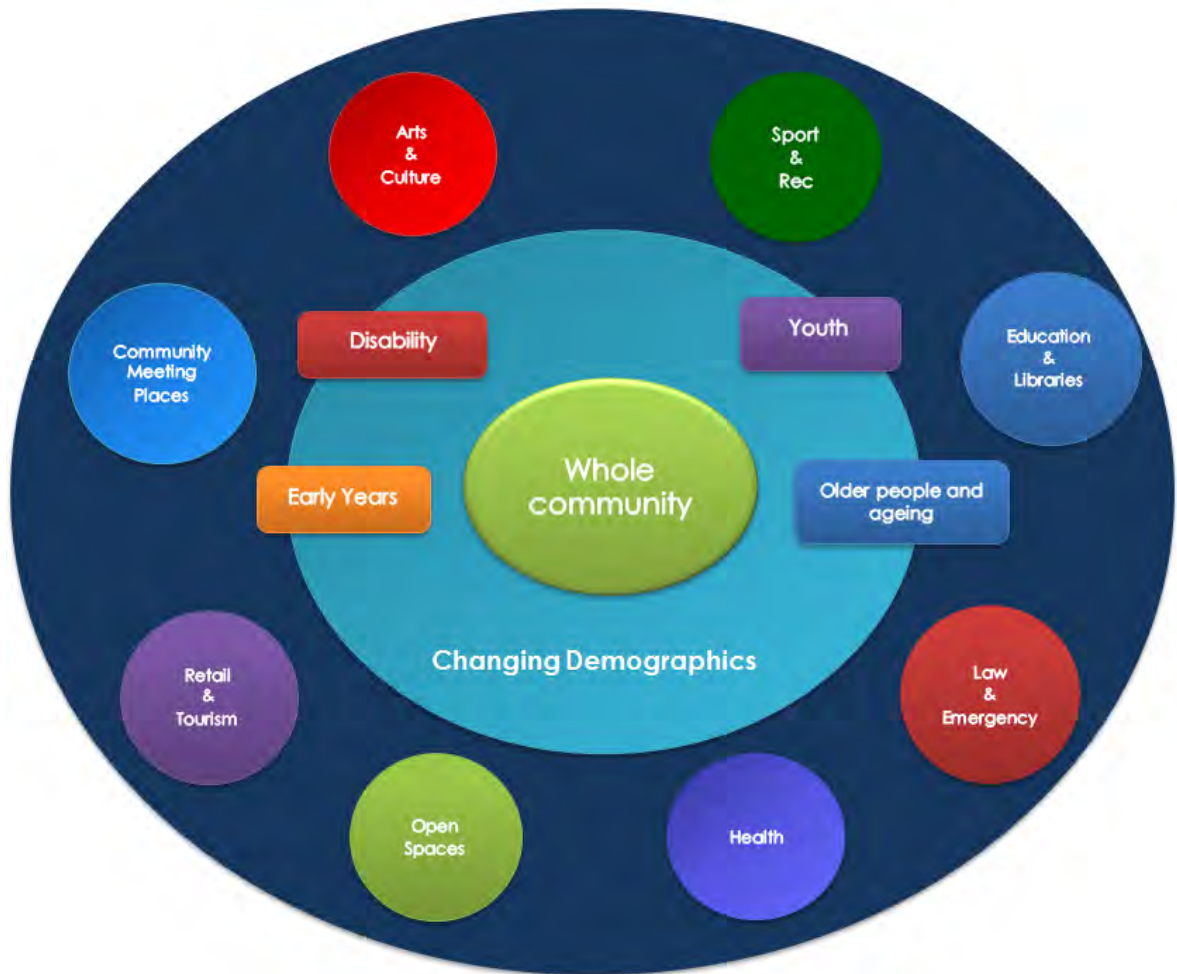 Arts
&
Culture
Sport
&
Rec
Community
Meeting
Places
Disability
Youth
Education
&
Libraries
Whole
community
Early Years
Older people and
ageing
Changing Demographics
Retail
&
Tourism
Law
&
Emergency
Open
Spaces
Health